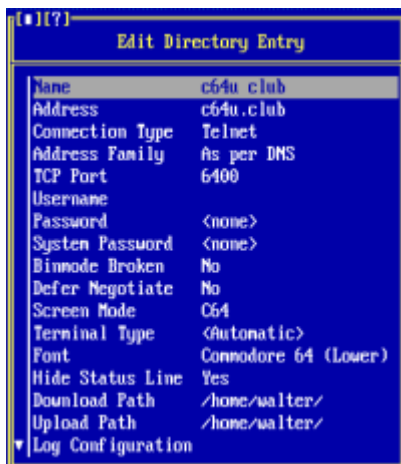 [■][?]
Edit Directory Entry
Name c64u club
Address c64u.club
Connection Type Telnet
Address Family As per DNS
TCP Port 6400
Username
Password <none>
System Password <none>
Binmode Broken No
Defer Negotiate No
Screen Mode C64
Terminal Type <Automatic>
Font Commodore 64 (Lower)
Hide Status Line Yes
Download Path /home/walter/
Upload Path /home/walter/
▼ Log Configuration